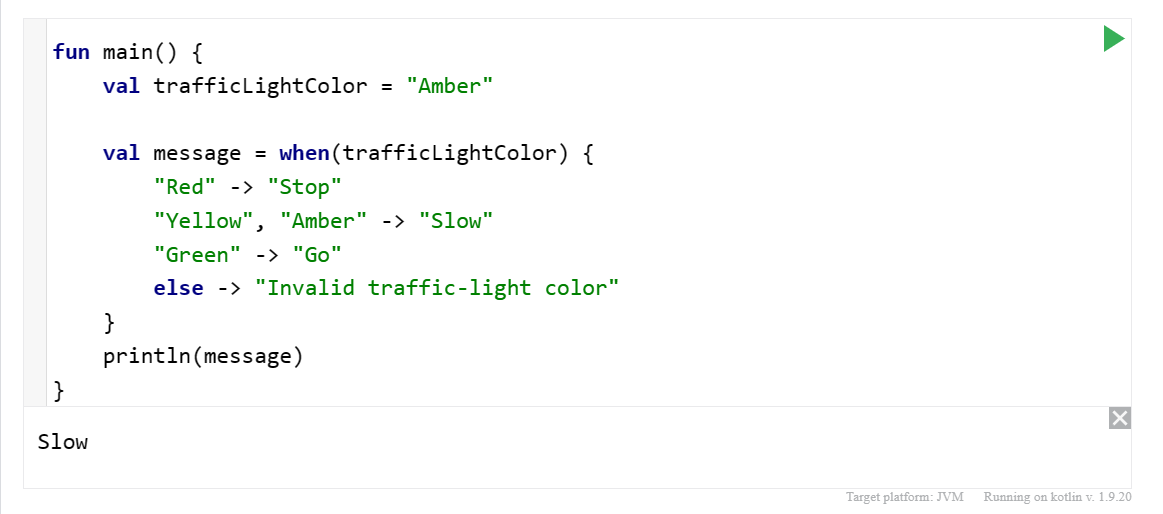 fun main() {
    val trafficLightColor = "Amber"

    val message = when(trafficLightColor) {
        "Red" -> "Stop"
        "Yellow", "Amber" -> "Slow"
        "Green" -> "Go"
        else -> "Invalid traffic-light color"
    }
    println(message)
}
Slow
Target platform: JVM Running on kotlin v. 1.9.20